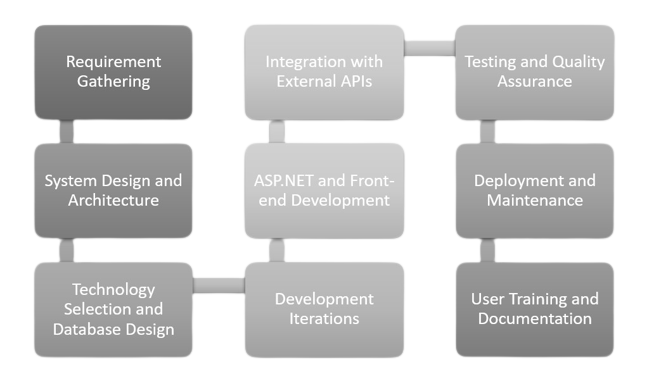 Requirement
Gathering
System Design and
Architecture
Technology
Selection and
Database Design
Development
Iterations
ASP.NET and Front-
end Development
Integration with
External APIs
Testing and Quality
Assurance
Deployment and
Maintenance
User Training and
Documentation